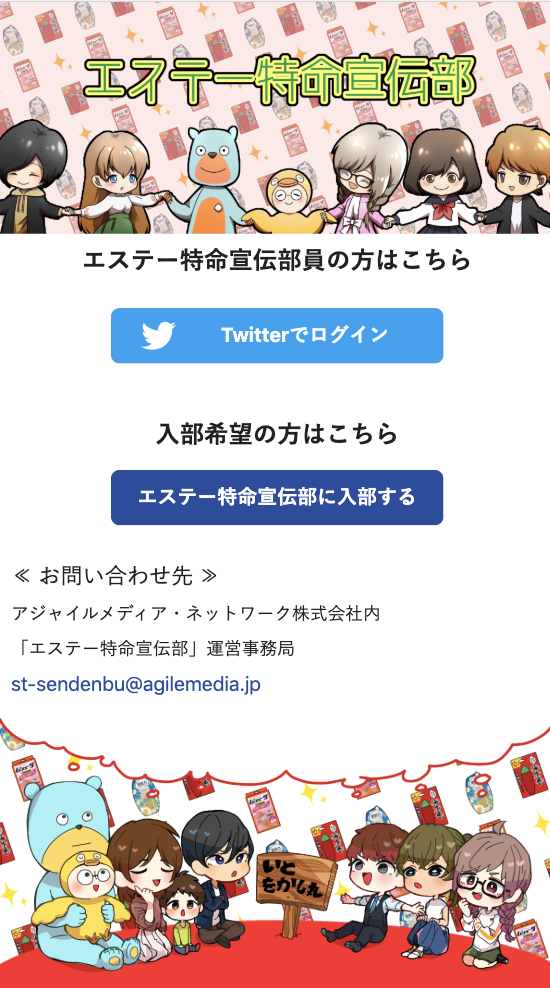 エステー特命宣伝部
エステー特命宣伝部員の方はこちら
Twitterでログイン
入部希望の方はこちら
エステー特命宣伝部に入部する
≪ お問い合わせ先 ≫
アジャイルメディア・ネットワーク株式会社内
「エステー特命宣伝部」運営事務局
st-sendenbu@agilemedia.jp
いと
をかし丸